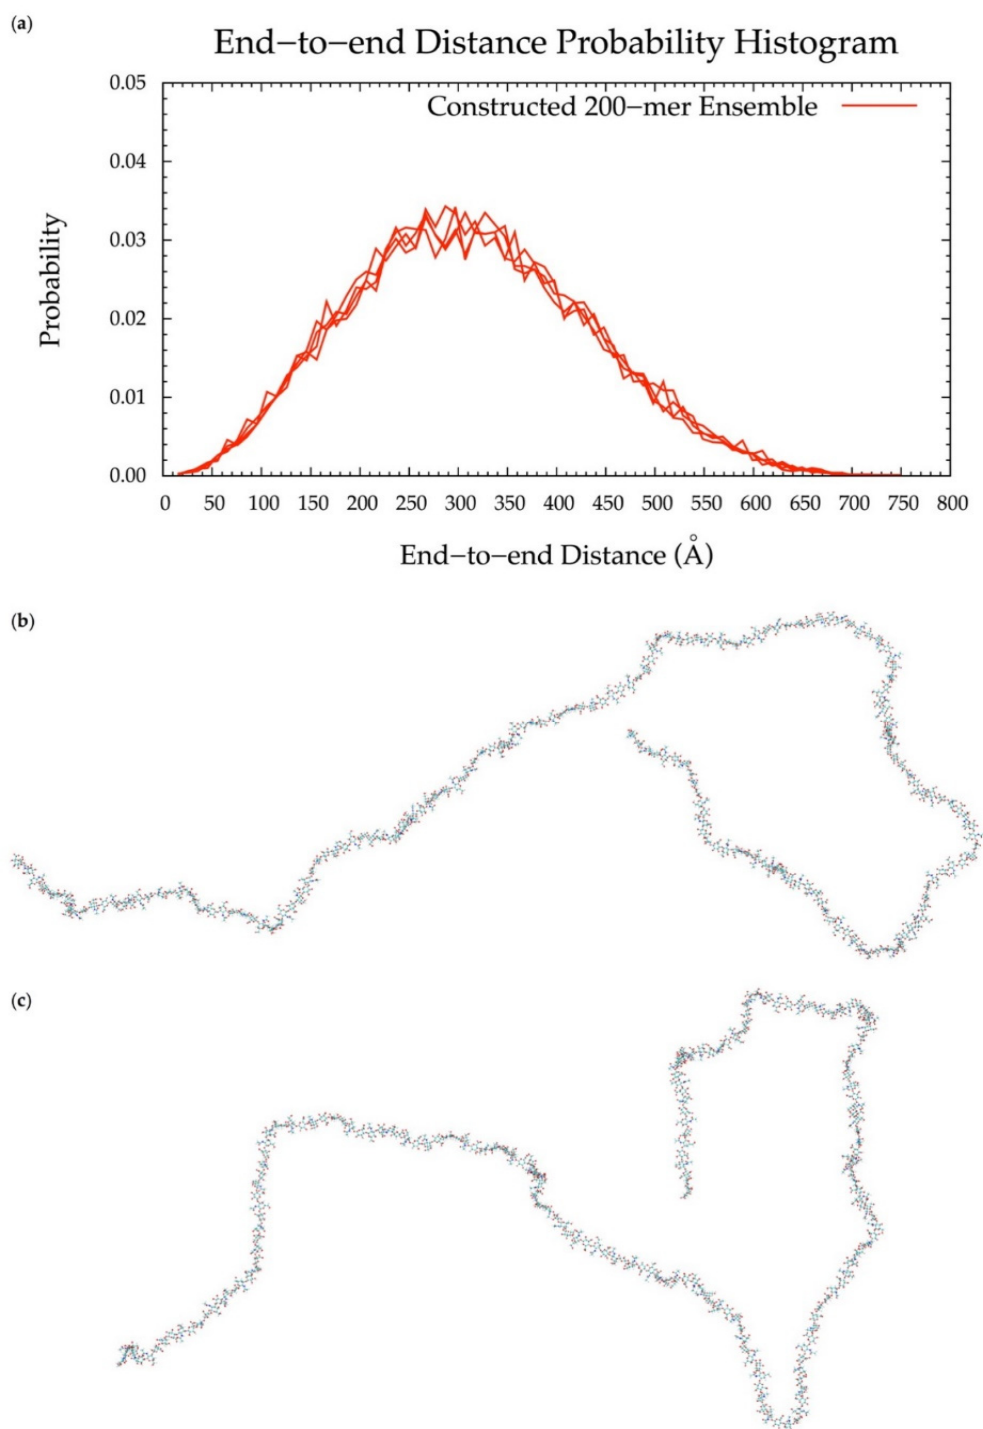 (a)
End−to−end Distance Probability Histogram
Constructed 200−mer Ensemble
0.05
0.04
0.03
0.02
0.01
0.00
Probability
0 50 100 150 200 250 300 350 400 450 500 550 600 650 700 750 800
End−to−end Distance (Å)
(b)
(c)